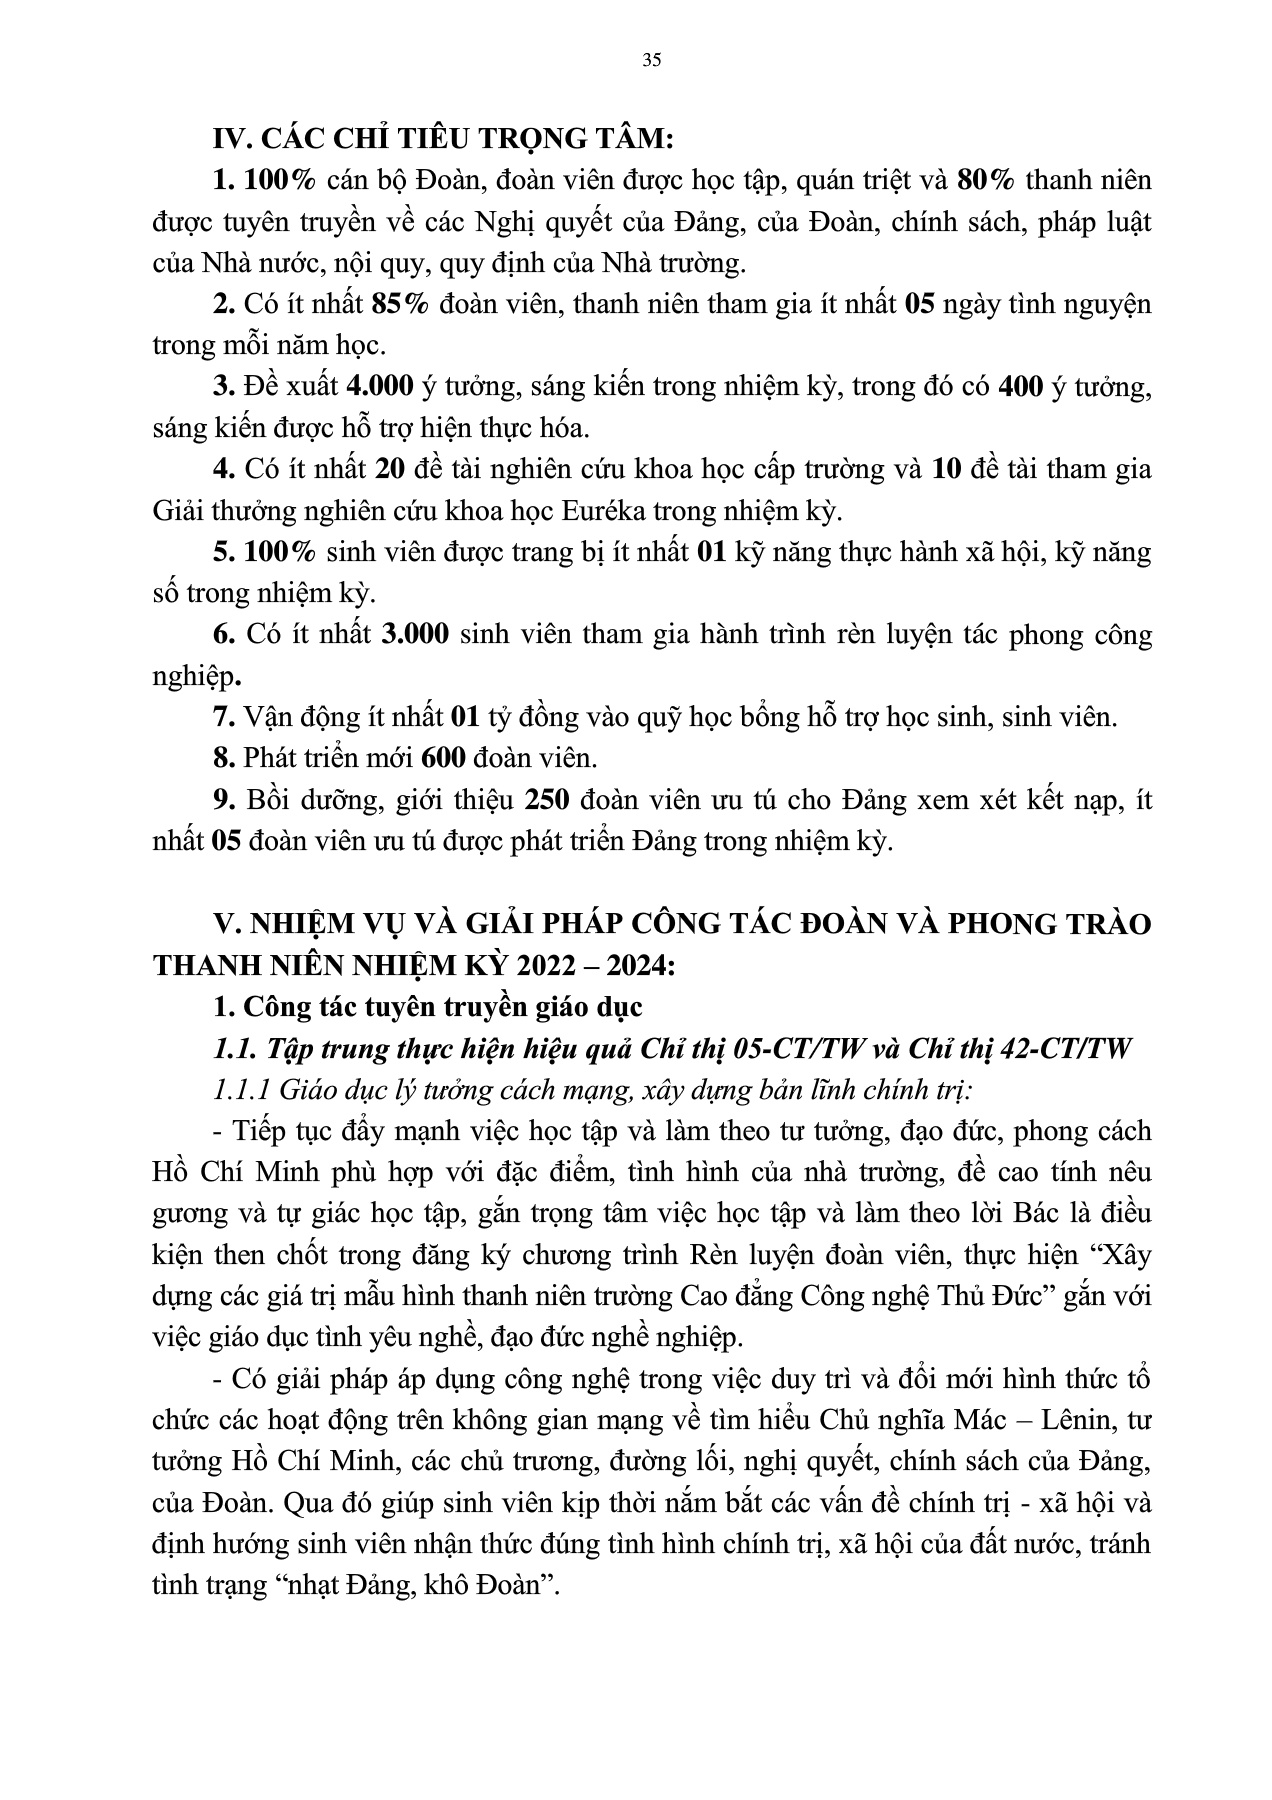 35
IV. CÁC CHỈ TIÊU TRỌNG TÂM:
1. 100% cán bộ Đoàn, đoàn viên được học tập, quán triệt và 80% thanh niên
được tuyên truyền về các Nghị quyết của Đảng, của Đoàn, chính sách, pháp luật
của Nhà nước, nội quy, quy định của Nhà trường.
2. Có ít nhất 85% đoàn viên, thanh niên tham gia ít nhất 05 ngày tình nguyện
trong mỗi năm học.
3. Đề xuất 4.000 ý tưởng, sáng kiến trong nhiệm kỳ, trong đó có 400 ý tưởng,
sáng kiến được hỗ trợ hiện thực hóa.
4. Có ít nhất 20 đề tài nghiên cứu khoa học cấp trường và 10 đề tài tham gia
Giải thưởng nghiên cứu khoa học Euréka trong nhiệm kỳ.
5. 100% sinh viên được trang bị ít nhất 01 kỹ năng thực hành xã hội, kỹ năng
số trong nhiệm kỳ.
6. Có ít nhất 3.000 sinh viên tham gia hành trình rèn luyện tác phong công
nghiệp.
7. Vận động ít nhất 01 tỷ đồng vào quỹ học bổng hỗ trợ học sinh, sinh viên.
8. Phát triển mới 600 đoàn viên.
9. Bồi dưỡng, giới thiệu 250 đoàn viên ưu tú cho Đảng xem xét kết nạp, ít
nhất 05 đoàn viên ưu tú được phát triển Đảng trong nhiệm kỳ.
V. NHIỆM VỤ VÀ GIẢI PHÁP CÔNG TÁC ĐOÀN VÀ PHONG TRÀO
THANH NIÊN NHIỆM KỲ 2022 – 2024:
1. Công tác tuyên truyền giáo dục
1.1. Tập trung thực hiện hiệu quả Chỉ thị 05-CT/TW và Chỉ thị 42-CT/TW
1.1.1 Giáo dục lý tưởng cách mạng, xây dựng bản lĩnh chính trị:
- Tiếp tục đẩy mạnh việc học tập và làm theo tư tưởng, đạo đức, phong cách
Hồ Chí Minh phù hợp với đặc điểm, tình hình của nhà trường, đề cao tính nêu
gương và tự giác học tập, gắn trọng tâm việc học tập và làm theo lời Bác là điều
kiện then chốt trong đăng ký chương trình Rèn luyện đoàn viên, thực hiện “Xây
dựng các giá trị mẫu hình thanh niên trường Cao đẳng Công nghệ Thủ Đức” gắn với
việc giáo dục tình yêu nghề, đạo đức nghề nghiệp.
- Có giải pháp áp dụng công nghệ trong việc duy trì và đổi mới hình thức tổ
chức các hoạt động trên không gian mạng về tìm hiểu Chủ nghĩa Mác – Lênin, tư
tưởng Hồ Chí Minh, các chủ trương, đường lối, nghị quyết, chính sách của Đảng,
của Đoàn. Qua đó giúp sinh viên kịp thời nắm bắt các vấn đề chính trị - xã hội và
định hướng sinh viên nhận thức đúng tình hình chính trị, xã hội của đất nước, tránh
tình trạng “nhạt Đảng, khô Đoàn”.